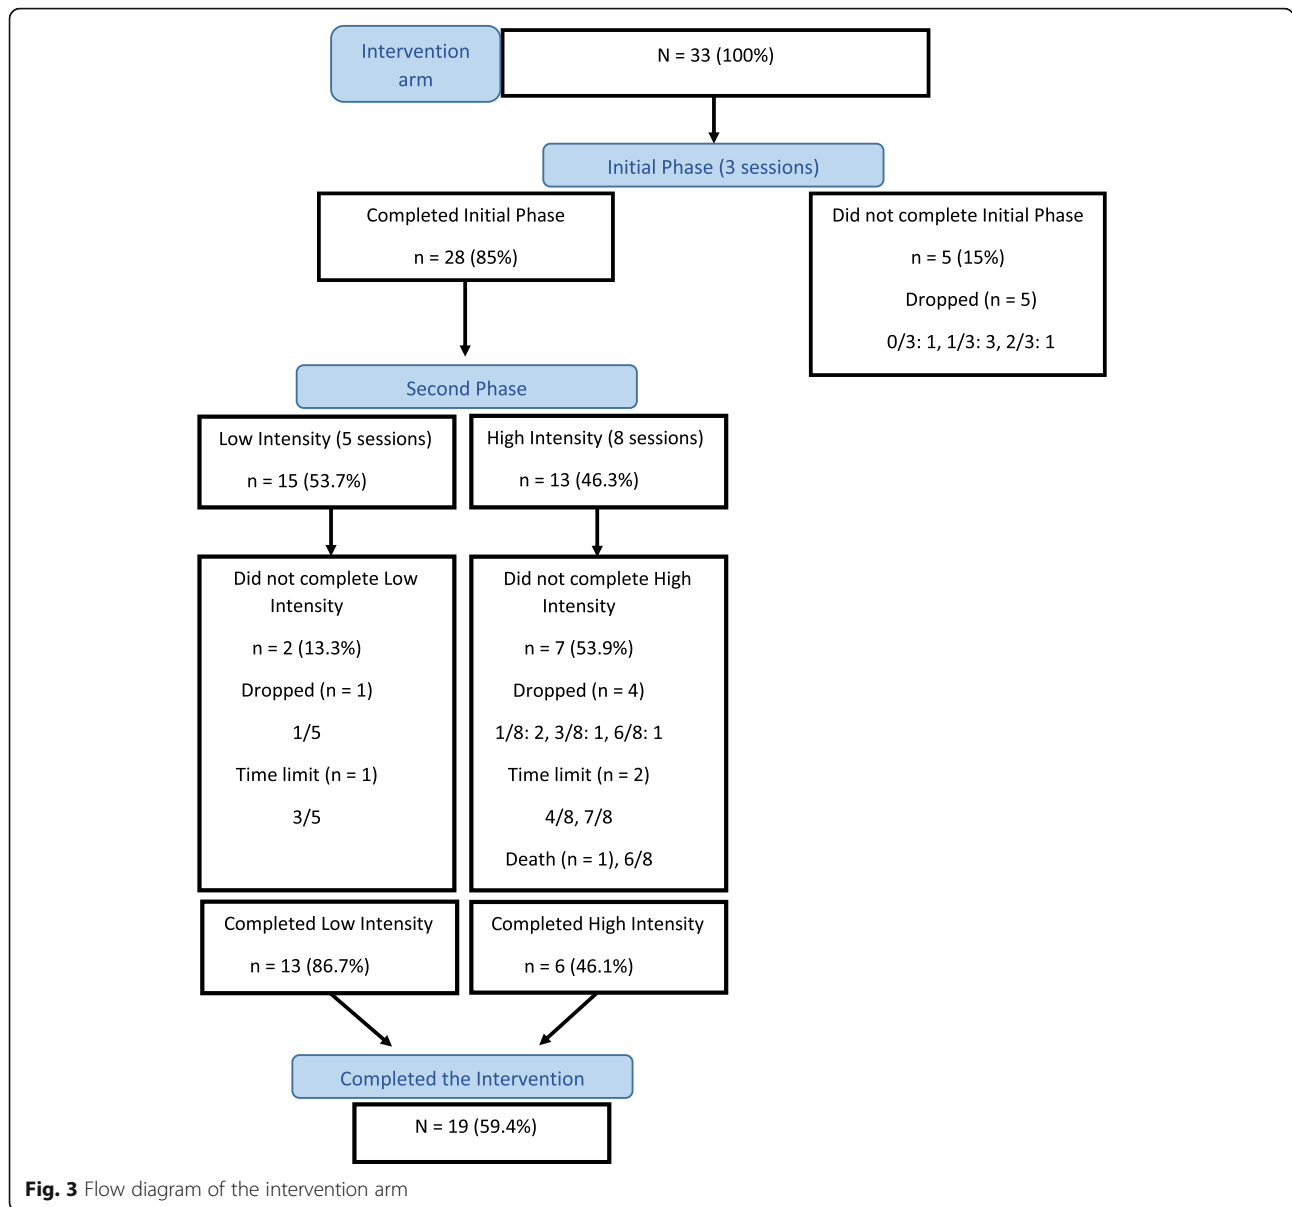 Intervention
arm
N = 33 (100%)
Initial Phase (3 sessions)
Completed Initial Phase
n = 28 (85%)
Did not complete Initial Phase
n = 5 (15%)
Dropped (n = 5)
0/3: 1, 1/3: 3, 2/3: 1
Second Phase
Low Intensity (5 sessions)
n = 15 (53.7%)
High Intensity (8 sessions)
n = 13 (46.3%)
Did not complete Low
Intensity
n = 2 (13.3%)
Dropped (n = 1)
1/5
Time limit (n = 1)
3/5
Did not complete High
Intensity
n = 7 (53.9%)
Dropped (n = 4)
1/8: 2, 3/8: 1, 6/8: 1
Time limit (n = 2)
4/8, 7/8
Death (n = 1), 6/8
Completed Low Intensity
n = 13 (86.7%)
Completed High Intensity
n = 6 (46.1%)
Completed the Intervention
N = 19 (59.4%)
Fig. 3 Flow diagram of the intervention arm